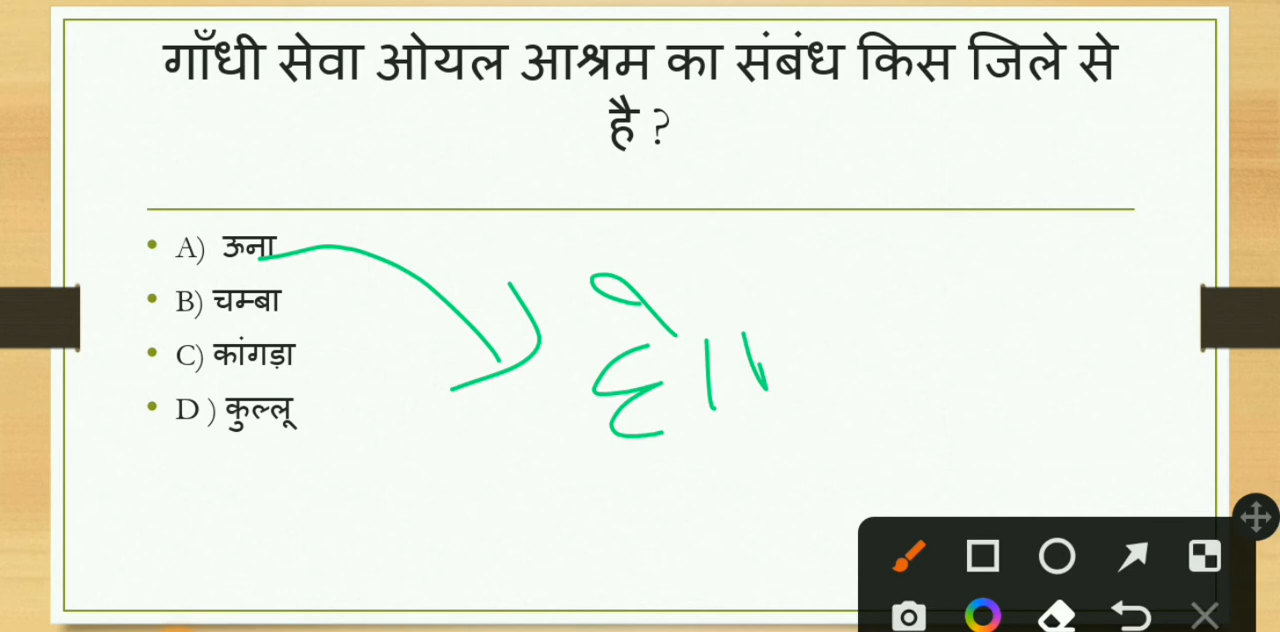 गाँधी सेवा ओयल आश्रम का संबंध किस जिले से
है ?
A) ऊना
B) चम्बा
C) कांगड़ा
D ) कुल्लू